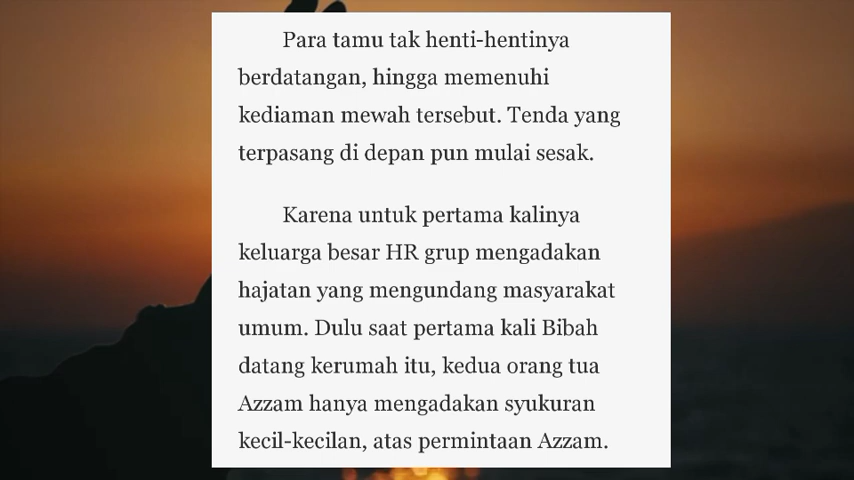 Para tamu tak henti-hentinya
berdatangan, hingga memenuhi
kediaman mewah tersebut. Tenda yang
terpasang di depan pun mulai sesak.
Karena untuk pertama kalinya
keluarga besar HR grup mengadakan
hajatan yang mengundang masyarakat
umum. Dulu saat pertama kali Bibah
datang kerumah itu, kedua orang tua
Azzam hanya mengadakan syukuran
kecil-kecilan, atas permintaan Azzam.